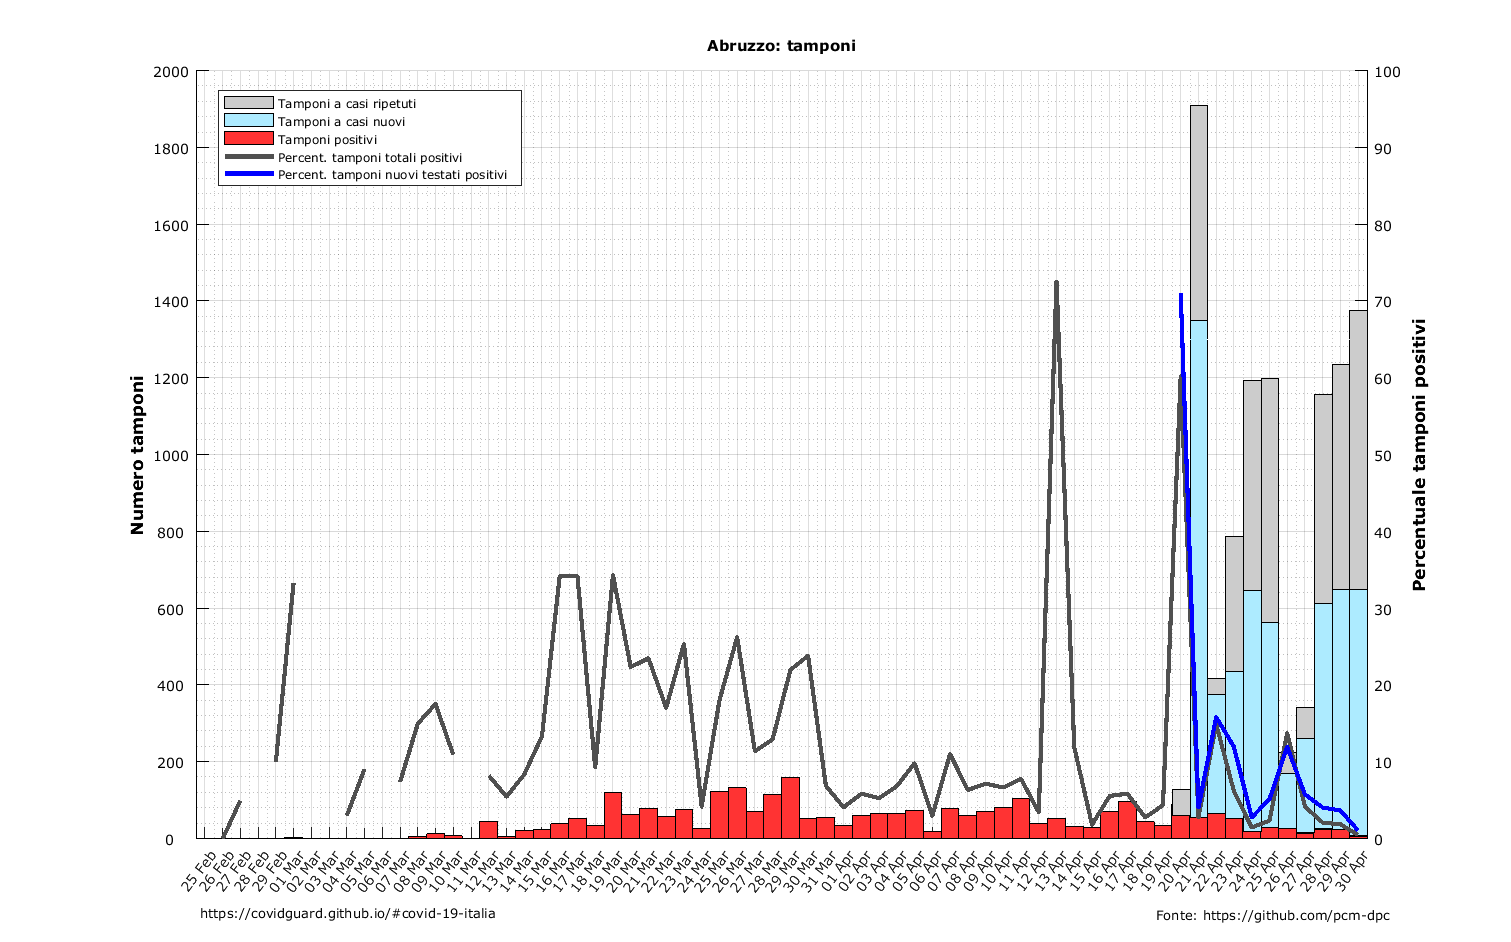 Abruzzo: tamponi
Tamponi a casi ripetuti
Tamponi a casi nuovi
Tamponi positivi
Percent. tamponi totali positivi
Percent. tamponi nuovi testati positivi
Numero tamponi
2000
1800
1600
1400
1200
1000
800
600
400
200
0
Percentuale tamponi positivi
100
90
80
70
60
50
40
30
20
10
0
25 Feb
26 Feb
27 Feb
28 Feb
29 Feb
01 Mar
02 Mar
03 Mar
04 Mar
05 Mar
06 Mar
07 Mar
08 Mar
09 Mar
10 Mar
11 Mar
12 Mar
13 Mar
14 Mar
15 Mar
16 Mar
17 Mar
18 Mar
19 Mar
20 Mar
21 Mar
22 Mar
23 Mar
24 Mar
25 Mar
26 Mar
27 Mar
28 Mar
29 Mar
30 Mar
31 Mar
01 Apr
02 Apr
03 Apr
04 Apr
05 Apr
06 Apr
07 Apr
08 Apr
09 Apr
10 Apr
11 Apr
12 Apr
13 Apr
14 Apr
15 Apr
16 Apr
17 Apr
18 Apr
19 Apr
20 Apr
21 Apr
22 Apr
23 Apr
24 Apr
25 Apr
26 Apr
27 Apr
28 Apr
29 Apr
30 Apr
https://covidguard.github.io/#covid-19-italia
Fonte: https://github.com/pcm-dpc